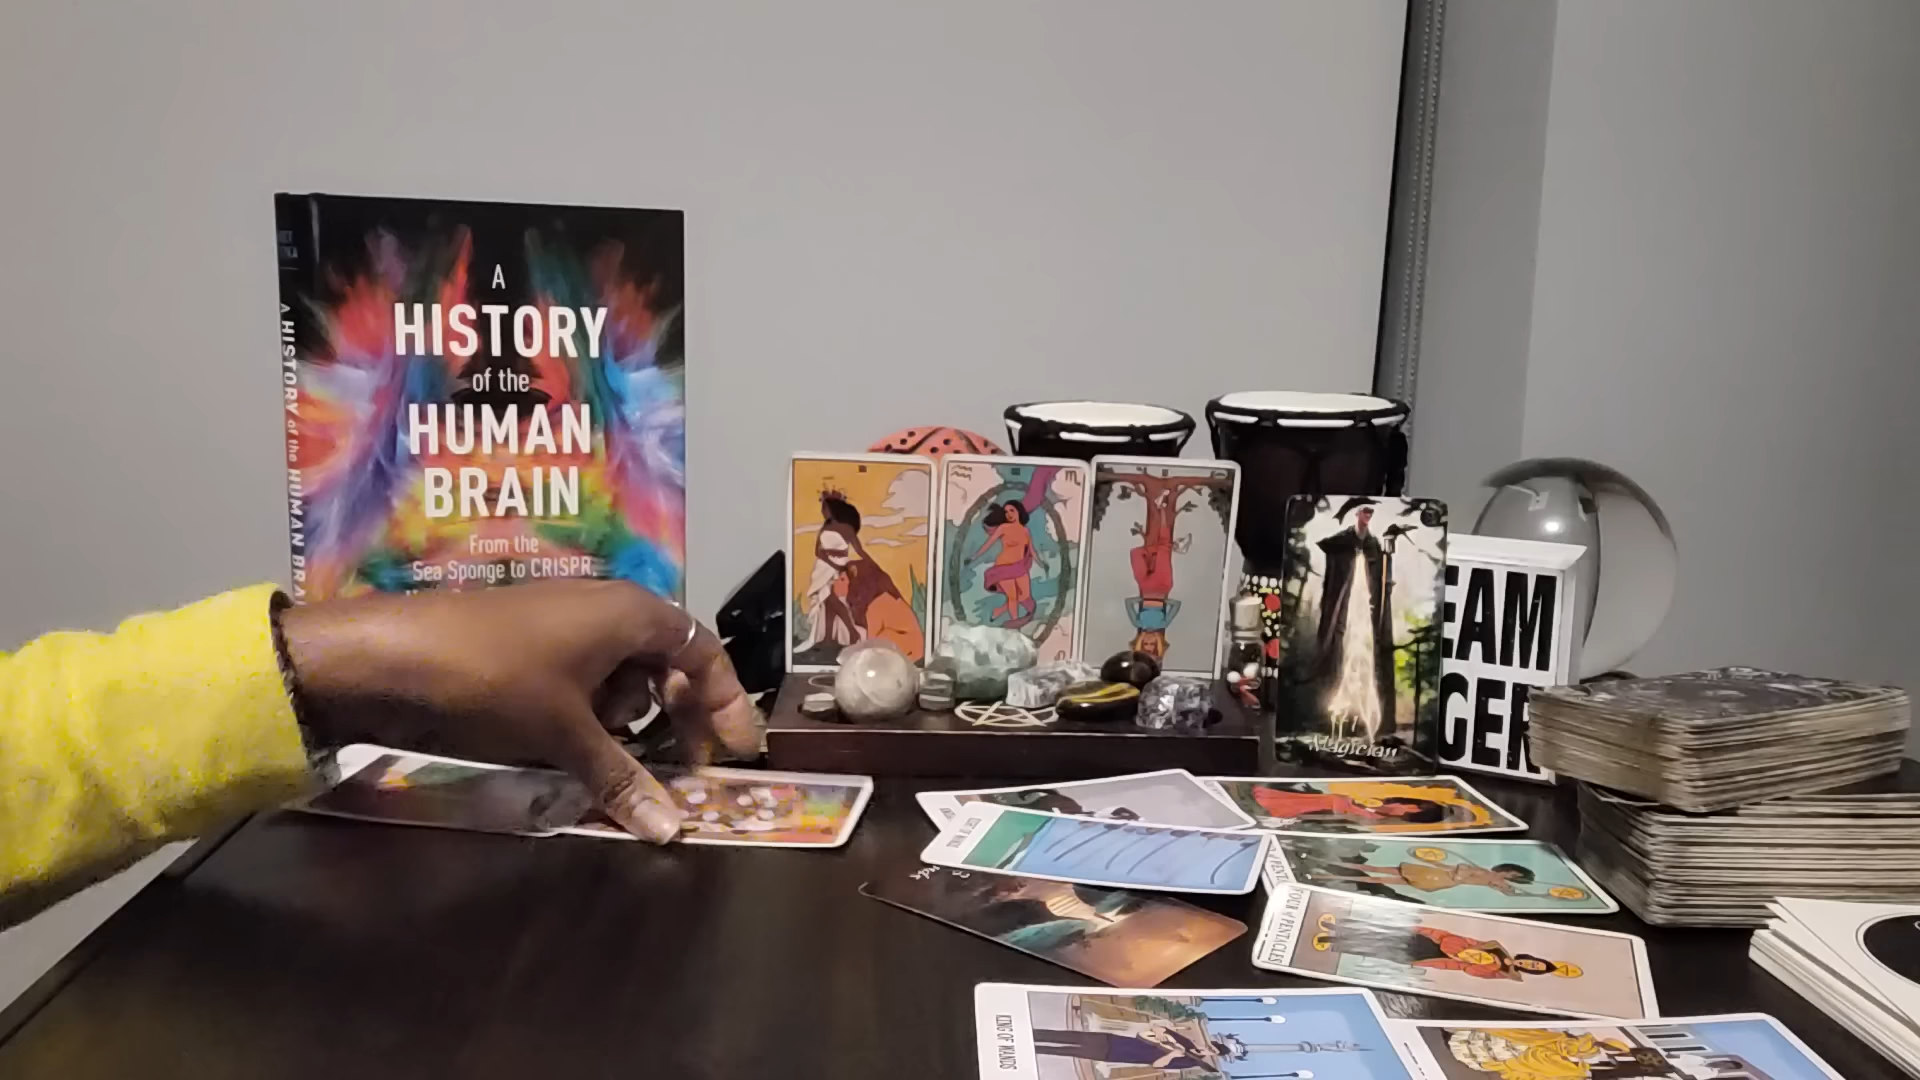 A
HISTORY
of the
HUMAN
BRAIN
From the
Sea Sponge to CRISPR,
A HISTORY of the HUMAN BRAI
Magician
EAM
GER
FOUR of PENTACLES
KING OF WANDS